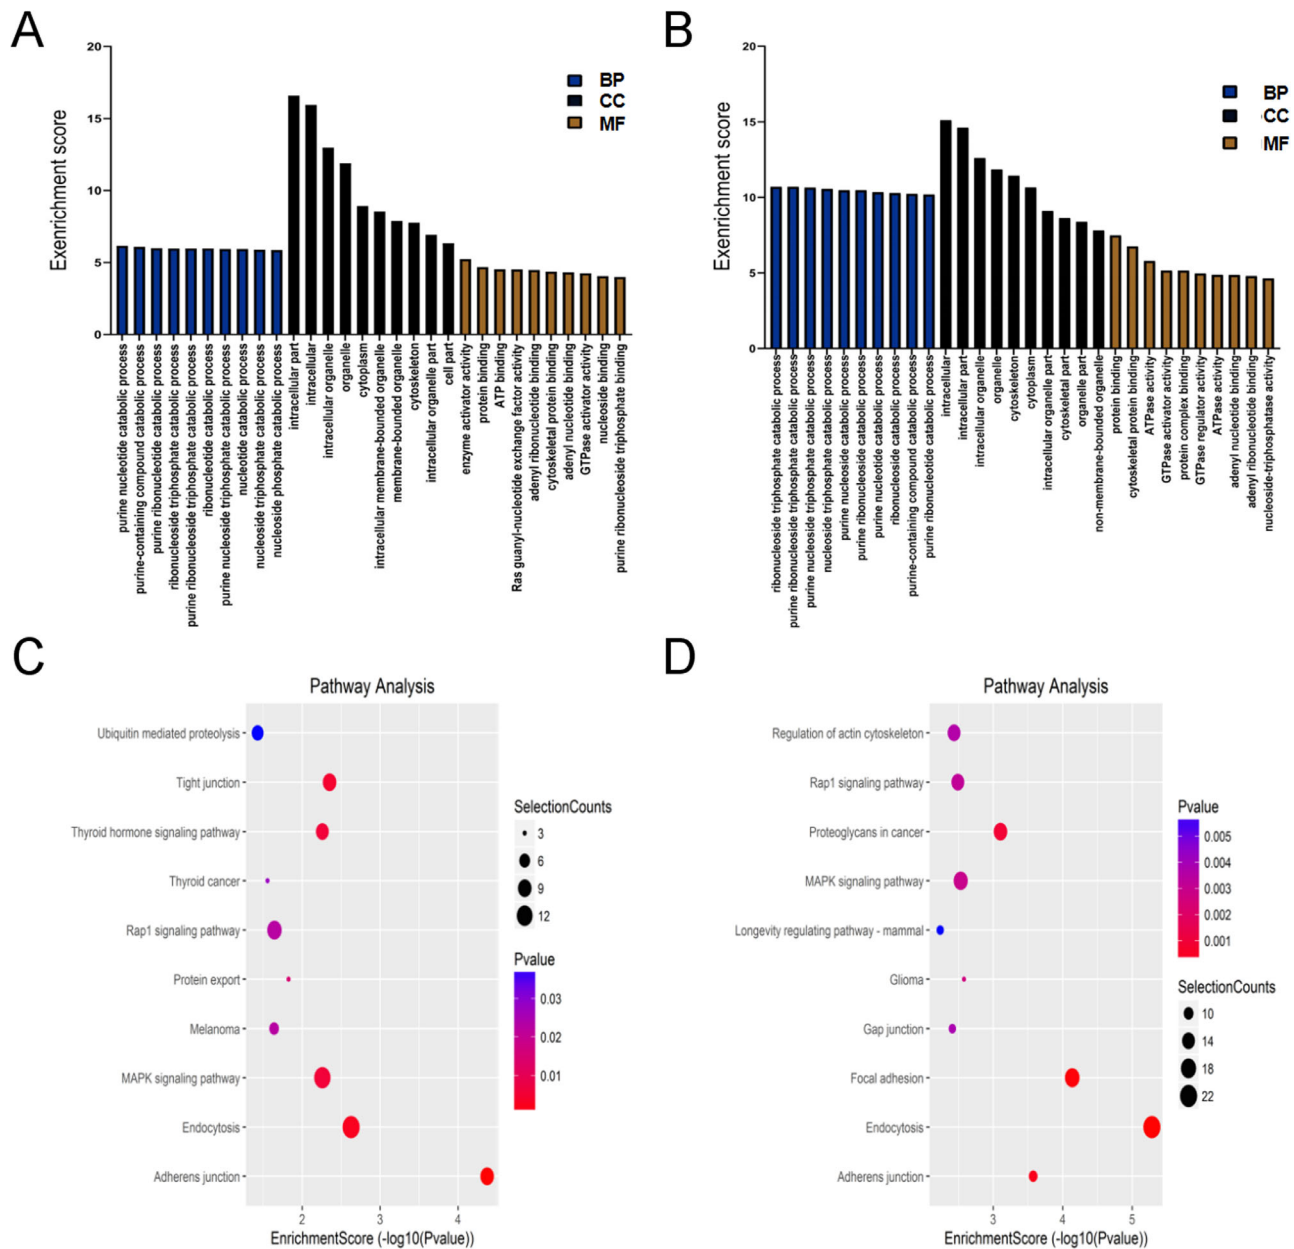 A
Exenrichment score
20
15
10
5
0
BP
CC
MF
purine nucleotide catabolic process
purine-containing compound catabolic process
purine ribonucleotide catabolic process
ribonucleoside triphosphate catabolic process
purine ribonucleoside triphosphate catabolic process
ribonucleotide catabolic process
purine nucleoside triphosphate catabolic process
nucleotide catabolic process
nucleoside triphosphate catabolic process
nucleoside phosphate catabolic process
intracellular part
intracellular
intracellular organelle
organelle
cytoplasm
intracellular membrane-bounded organelle
membrane-bounded organelle
cytoskeleton
intracellular organelle part
cell part
enzyme activator activity
protein binding
ATP binding
Ras guanyl-nucleotide exchange factor activity
adenyl ribonucleotide binding
cytoskeletal protein binding
adenyl nucleotide binding
GTPase activator activity
nucleoside binding
purine ribonucleoside triphosphate binding
B
Exenrichment score
20
15
10
5
0
BP
CC
MF
ribonucleoside triphosphate catabolic process
purine ribonucleoside triphosphate catabolic process
purine nucleoside triphosphate catabolic process
nucleoside triphosphate catabolic process
purine nucleoside catabolic process
purine ribonucleoside catabolic process
purine nucleotide catabolic process
ribonucleoside catabolic process
purine-containing compound catabolic process
purine ribonucleotide catabolic process
intracellular
intracellular part
intracellular organelle
organelle
cytoskeleton
cytoplasm
intracellular organelle part
cytoskeletal part
organelle part
non-membrane-bounded organelle
protein binding
cytoskeletal protein binding
ATPase activity
GTPase activator activity
protein complex binding
GTPase regulator activity
ATPase activity
adenyl nucleotide binding
adenyl ribonucleotide binding
nucleoside-triphosphatase activity
C
Pathway Analysis
Ubiquitin mediated proteolysis
Tight junction
Thyroid hormone signaling pathway
Thyroid cancer
Rap1 signaling pathway
Protein export
Melanoma
MAPK signaling pathway
Endocytosis
Adherens junction
2
3
4
EnrichmentScore (-log10(Pvalue))
SelectionCounts
3
6
9
12
Pvalue
0.03
0.02
0.01
D
Pathway Analysis
Regulation of actin cytoskeleton
Rap1 signaling pathway
Proteoglycans in cancer
MAPK signaling pathway
Longevity regulating pathway - mammal
Glioma
Gap junction
Focal adhesion
Endocytosis
Adherens junction
3
4
5
EnrichmentScore (-log10(Pvalue))
Pvalue
0.005
0.004
0.003
0.002
0.001
SelectionCounts
10
14
18
22